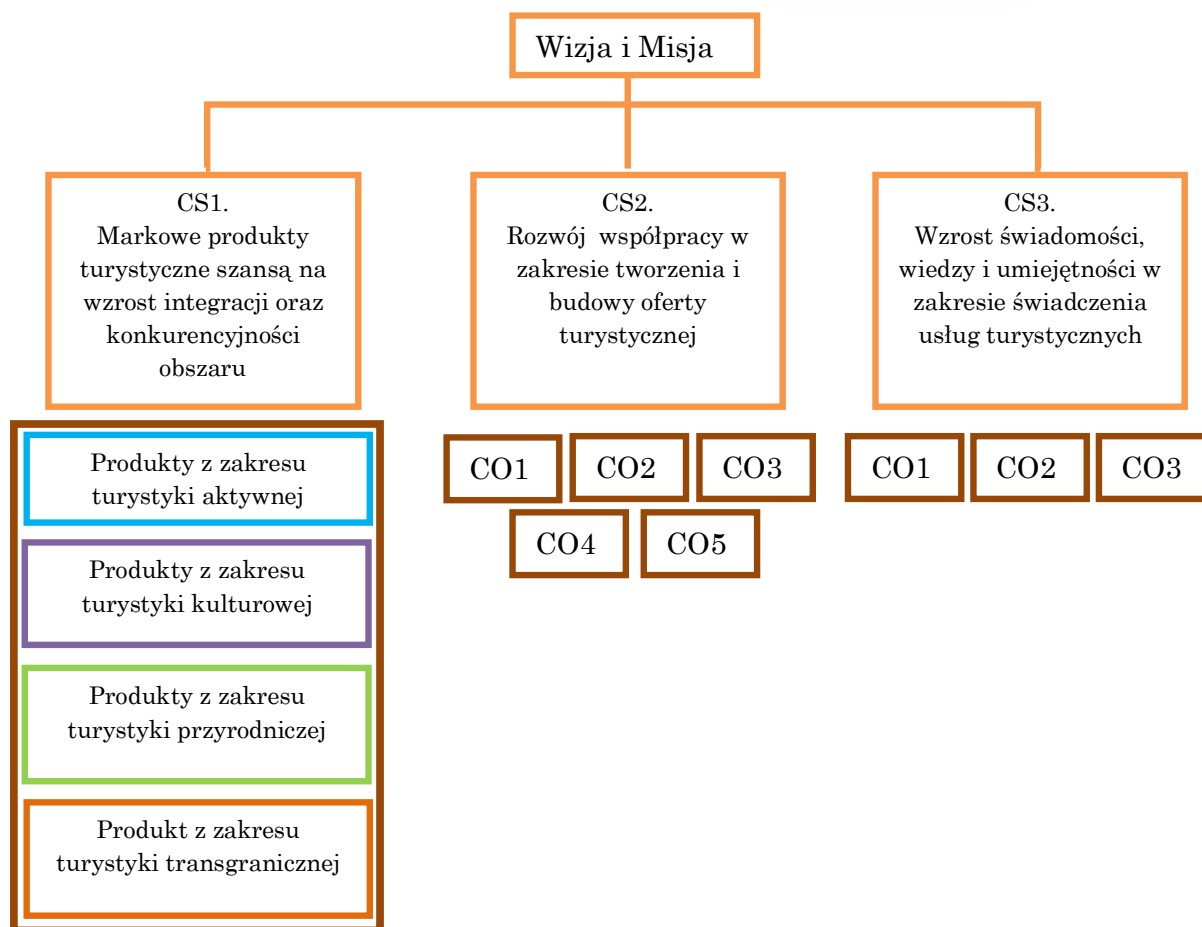 Wizja i Misja
CS1.
Markowe produkty
turystyczne szansą na
wzrost integracji oraz
konkurencyjności
obszaru
CS2.
Rozwój  współpracy w
zakresie tworzenia i
budowy oferty
turystycznej
CS3.
Wzrost świadomości,
wiedzy i umiejętności w
zakresie świadczenia
usług turystycznych
Produkty z zakresu
turystyki aktywnej
Produkty z zakresu
turystyki kulturowej
Produkty z zakresu
turystyki przyrodniczej
Produkt z zakresu
turystyki transgranicznej
CO1
CO2
CO3
CO4
CO5
CO1
CO2
CO3